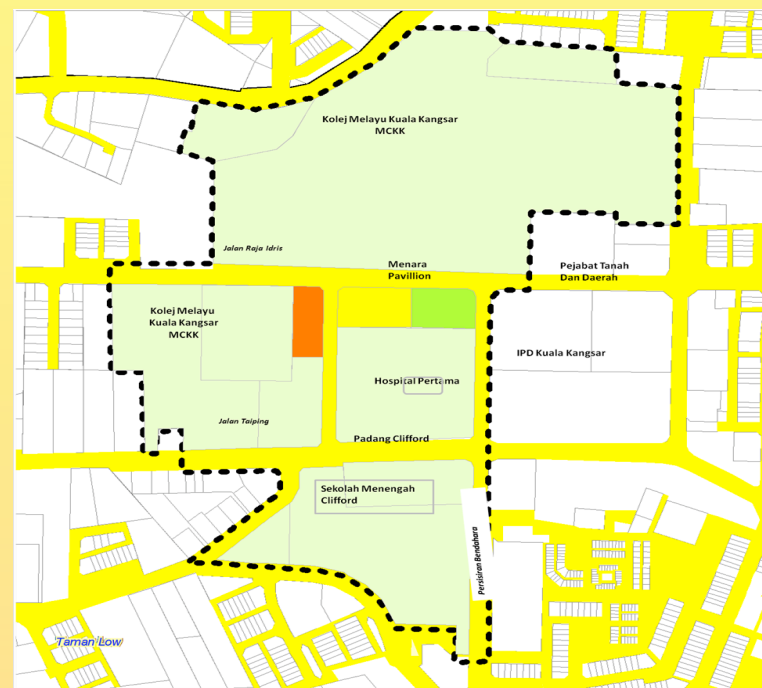 Kolej Melayu Kuala Kangsar
MCKK
Jalan Raja Idris
Menara
Pavillion
Pejabat Tanah
Dan Daerah
Kolej Melayu
Kuala Kangsar
MCKK
IPD Kuala Kangsar
Hospital Pertama
Jalan Taiping
Padang Clifford
Sekolah Menengah
Clifford
Persisiran Bendahara
Taman Low